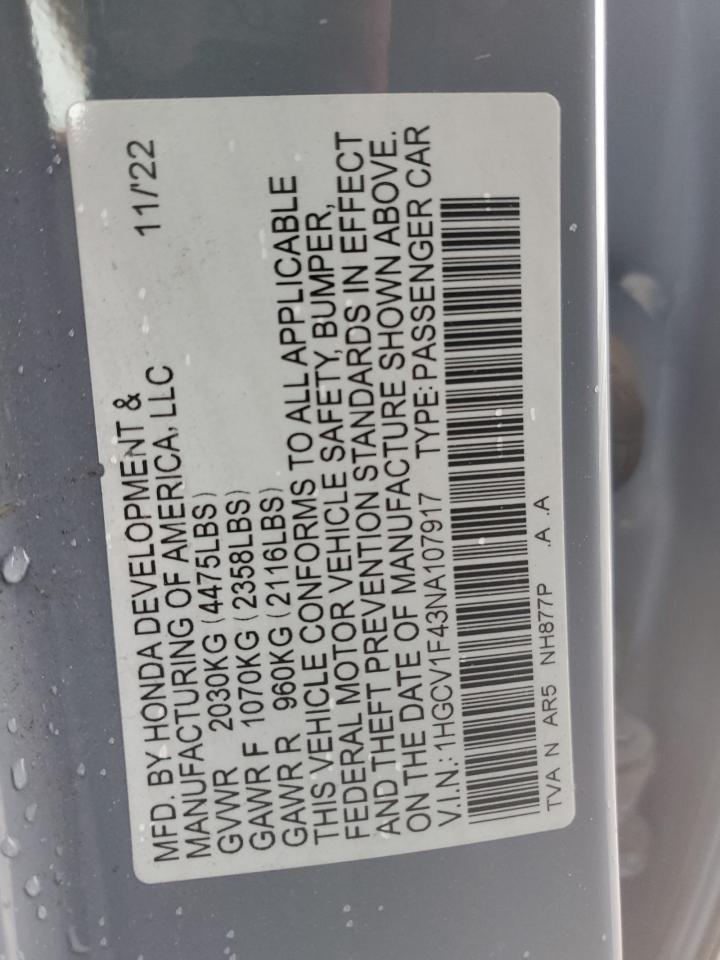 MFD. BY HONDA DEVELOPMENT & 11/'22
MANUFACTURING OF AMERICA, LLC
GVWR 2030KG (4475LBS)
GAWR F 1070KG (2358LBS)
GAWR R 960KG (2116LBS)
THIS VEHICLE CONFORMS TO ALL APPLICABLE
FEDERAL MOTOR VEHICLE SAFETY, BUMPER,
AND THEFT PREVENTION STANDARDS IN EFFECT
ON THE DATE OF MANUFACTURE SHOWN ABOVE.
V.I.N.: 1HGCV1F43NA107917 TYPE: PASSENGER CAR
TVA N AR5 NH877P .A .A